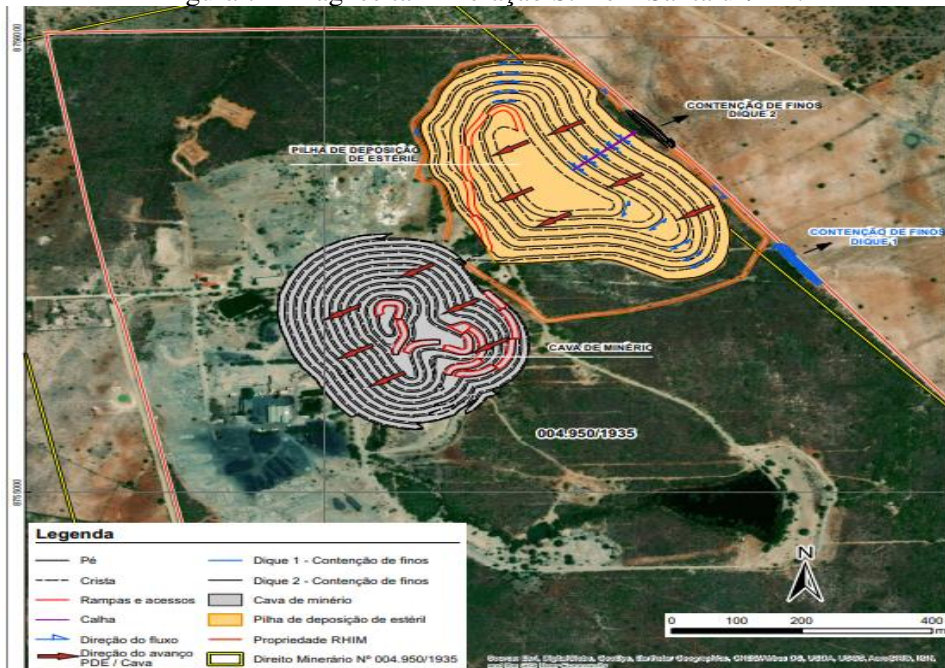 8756000
CONTENÇÃO DE FINOS
DIQUE 2
PILHA DE DEPOSIÇÃO
DE ESTÉRIL
CONTENÇÃO DE FINOS
DIQUE 1
CAVA DE MINÉRIO
004.950/1935
8755000
Legenda
Pé
Crista
Rampas e acessos
Calha
Direção do fluxo
Direção do avanço
PDE / Cava
Dique 1 - Contenção de finos
Dique 2 - Contenção de finos
Cava de minério
Pilha de deposição de estéril
Propriedade RHIM
Direito Minerário Nº 004.950/1935
N
0 100 200 400
m